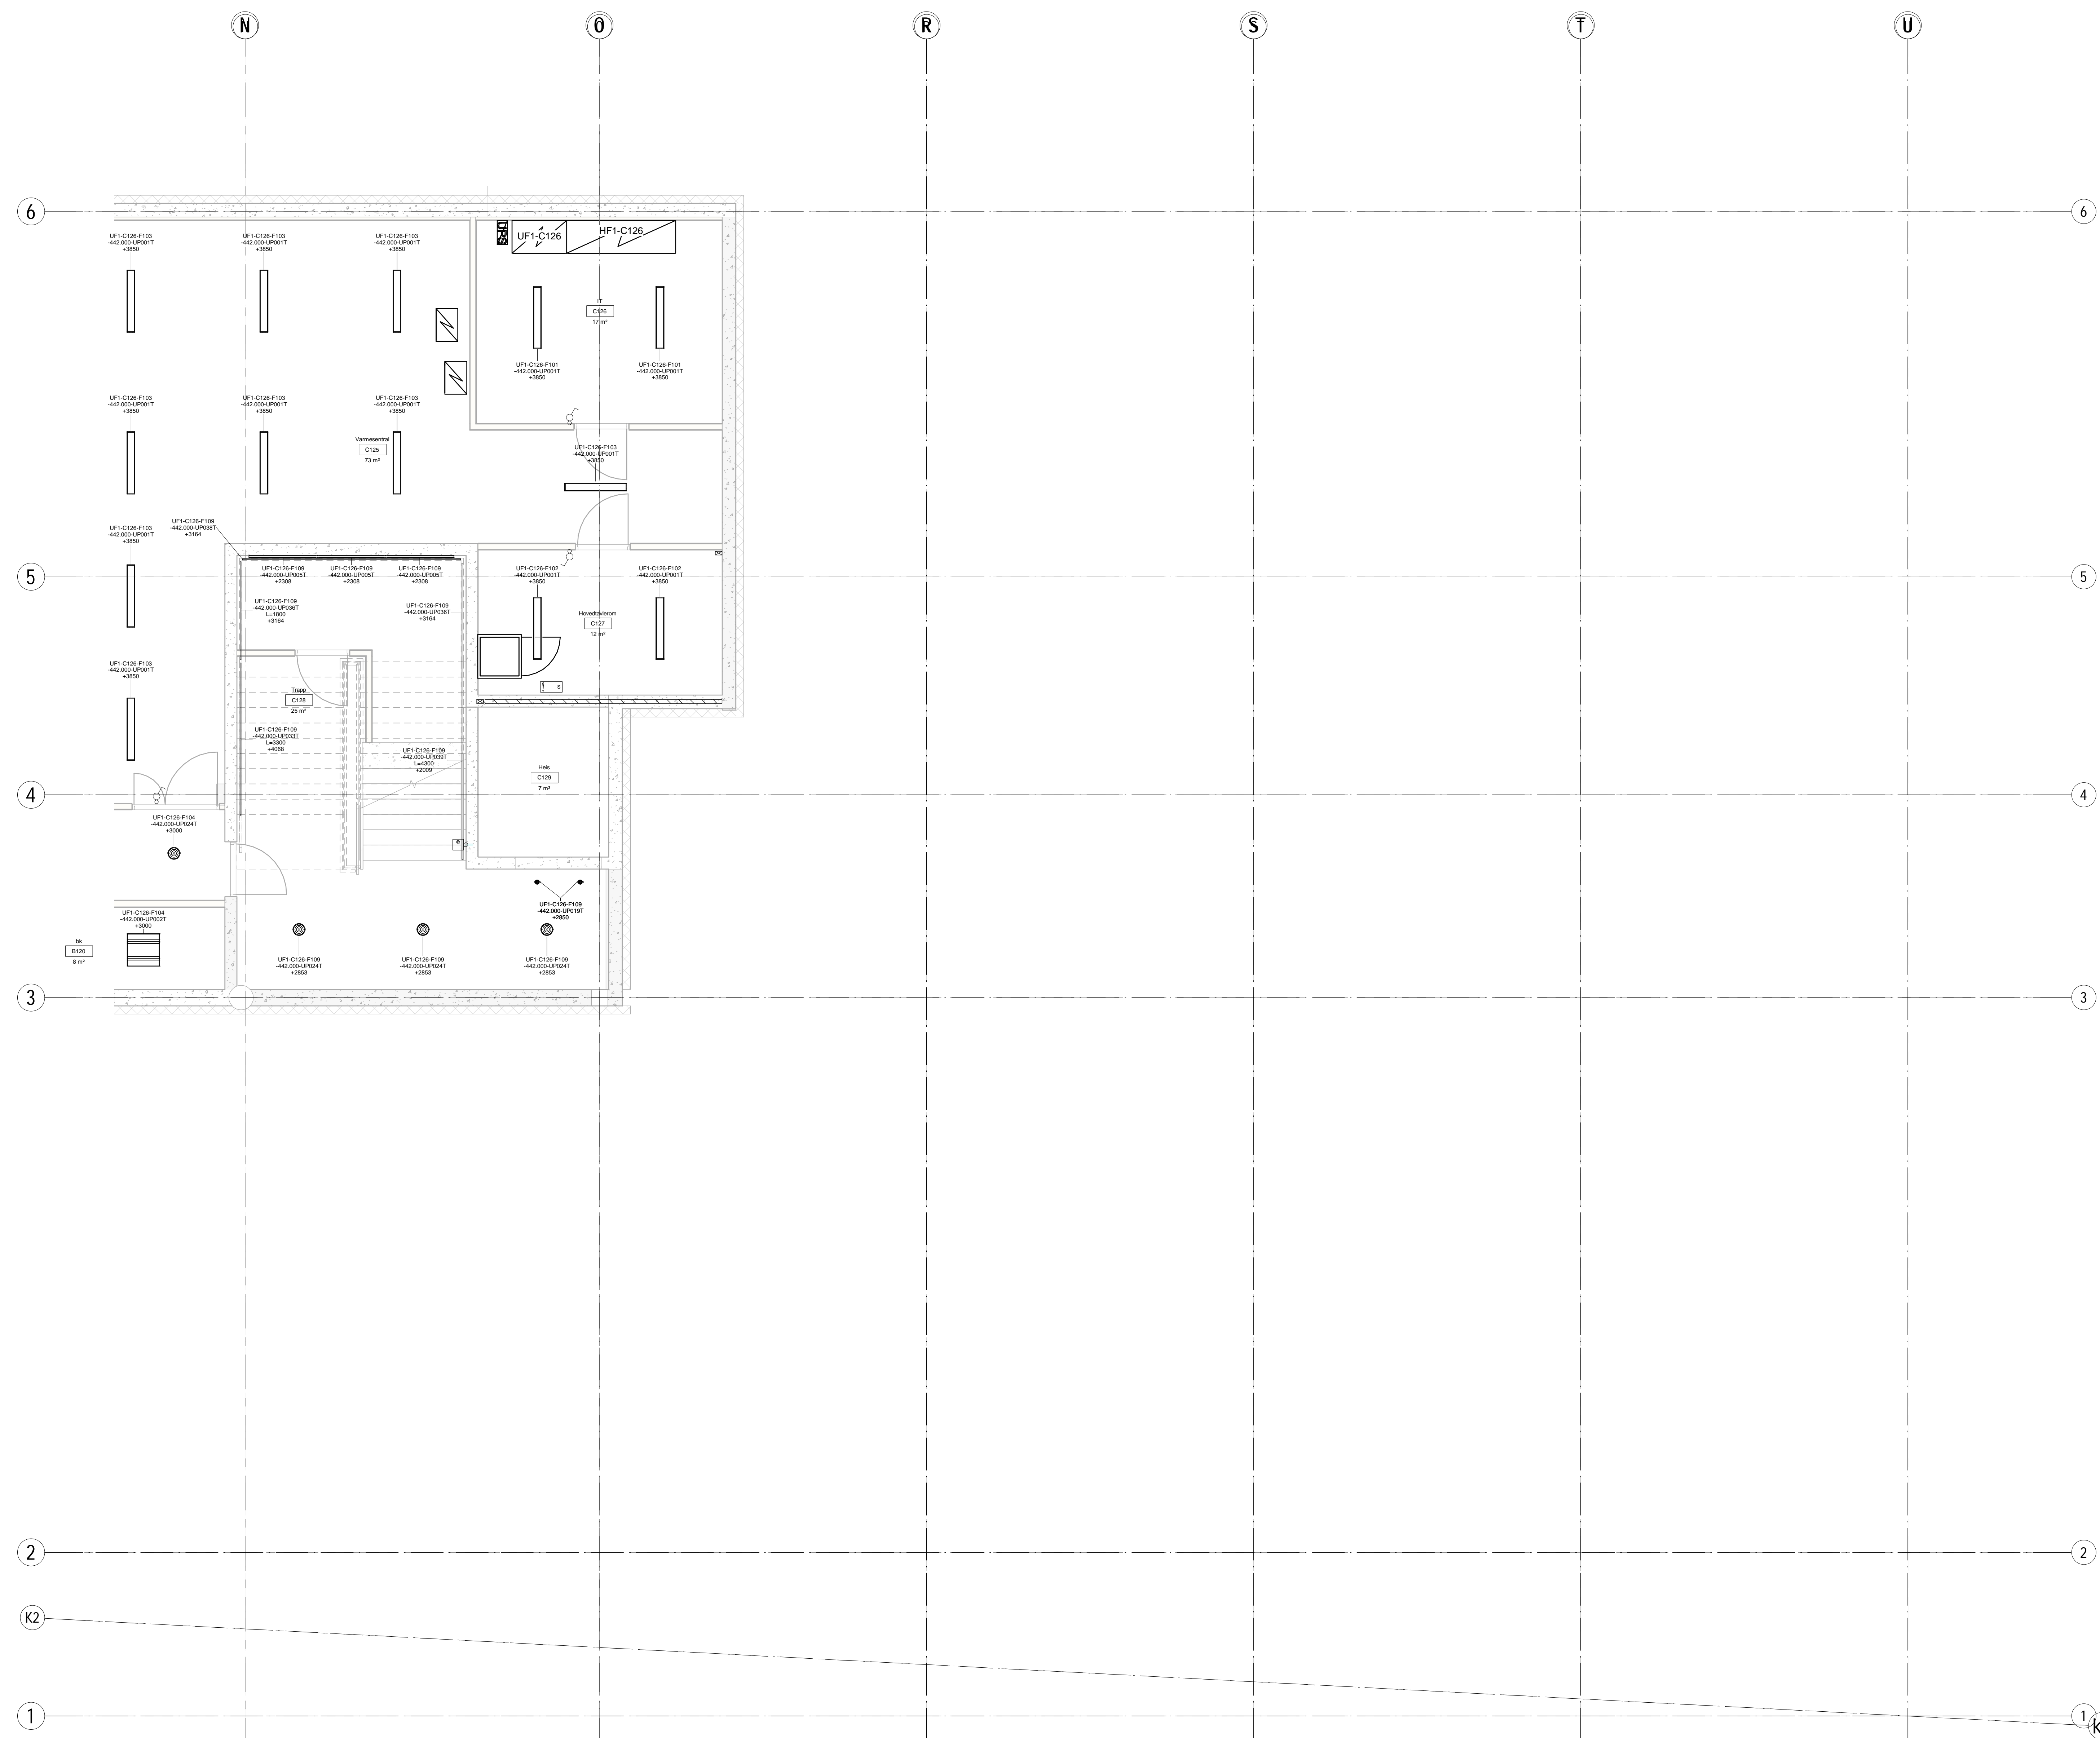 N O R S T U
6 6
UF1-C126-F103
-442.000-UP001T
+3850
UF1-C126-F103
-442.000-UP001T
+3850
UF1-C126-F103
-442.000-UP001T
+3850
UPS
UF1-C126
HF1-C126
IT
C126
17 m²
UF1-C126-F101
-442.000-UP001T
+3850
UF1-C126-F101
-442.000-UP001T
+3850
UF1-C126-F103
-442.000-UP001T
+3850
UF1-C126-F103
-442.000-UP001T
+3850
UF1-C126-F103
-442.000-UP001T
+3850
Varmesentral
C125
73 m²
UF1-C126-F103
-442.000-UP001T
+3850
UF1-C126-F103
-442.000-UP001T
+3850
UF1-C126-F109
-442.000-UP038T
+3164
5 5
UF1-C126-F109
-442.000-UP005T
+2308
UF1-C126-F109
-442.000-UP005T
+2308
UF1-C126-F109
-442.000-UP005T
+2308
UF1-C126-F102
-442.000-UP001T
+3850
UF1-C126-F102
-442.000-UP001T
+3850
UF1-C126-F109
-442.000-UP036T
L=1800
+3164
UF1-C126-F109
-442.000-UP036T
+3164
Hovedtavlerom
C127
12 m²
UF1-C126-F103
-442.000-UP001T
+3850
Trapp
C128
25 m²
S
UF1-C126-F109
-442.000-UP033T
L=3300
+4068
UF1-C126-F109
-442.000-UP039T
L=4300
+2009
Heis
C129
7 m²
4 4
UF1-C126-F104
-442.000-UP024T
+3000
UF1-C126-F109
-442.000-UP019T
+2850
UF1-C126-F104
-442.000-UP002T
+3000
bk
B120
8 m²
UF1-C126-F109
-442.000-UP024T
+2853
UF1-C126-F109
-442.000-UP024T
+2853
UF1-C126-F109
-442.000-UP024T
+2853
3 3
2 2
K2
1 1